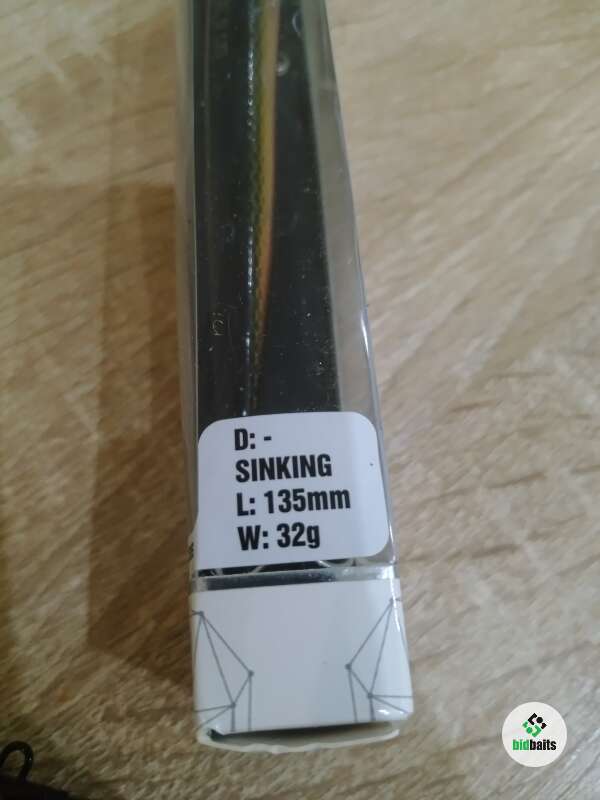 D: -
SINKING
L: 135mm
W: 32g
bidbaits